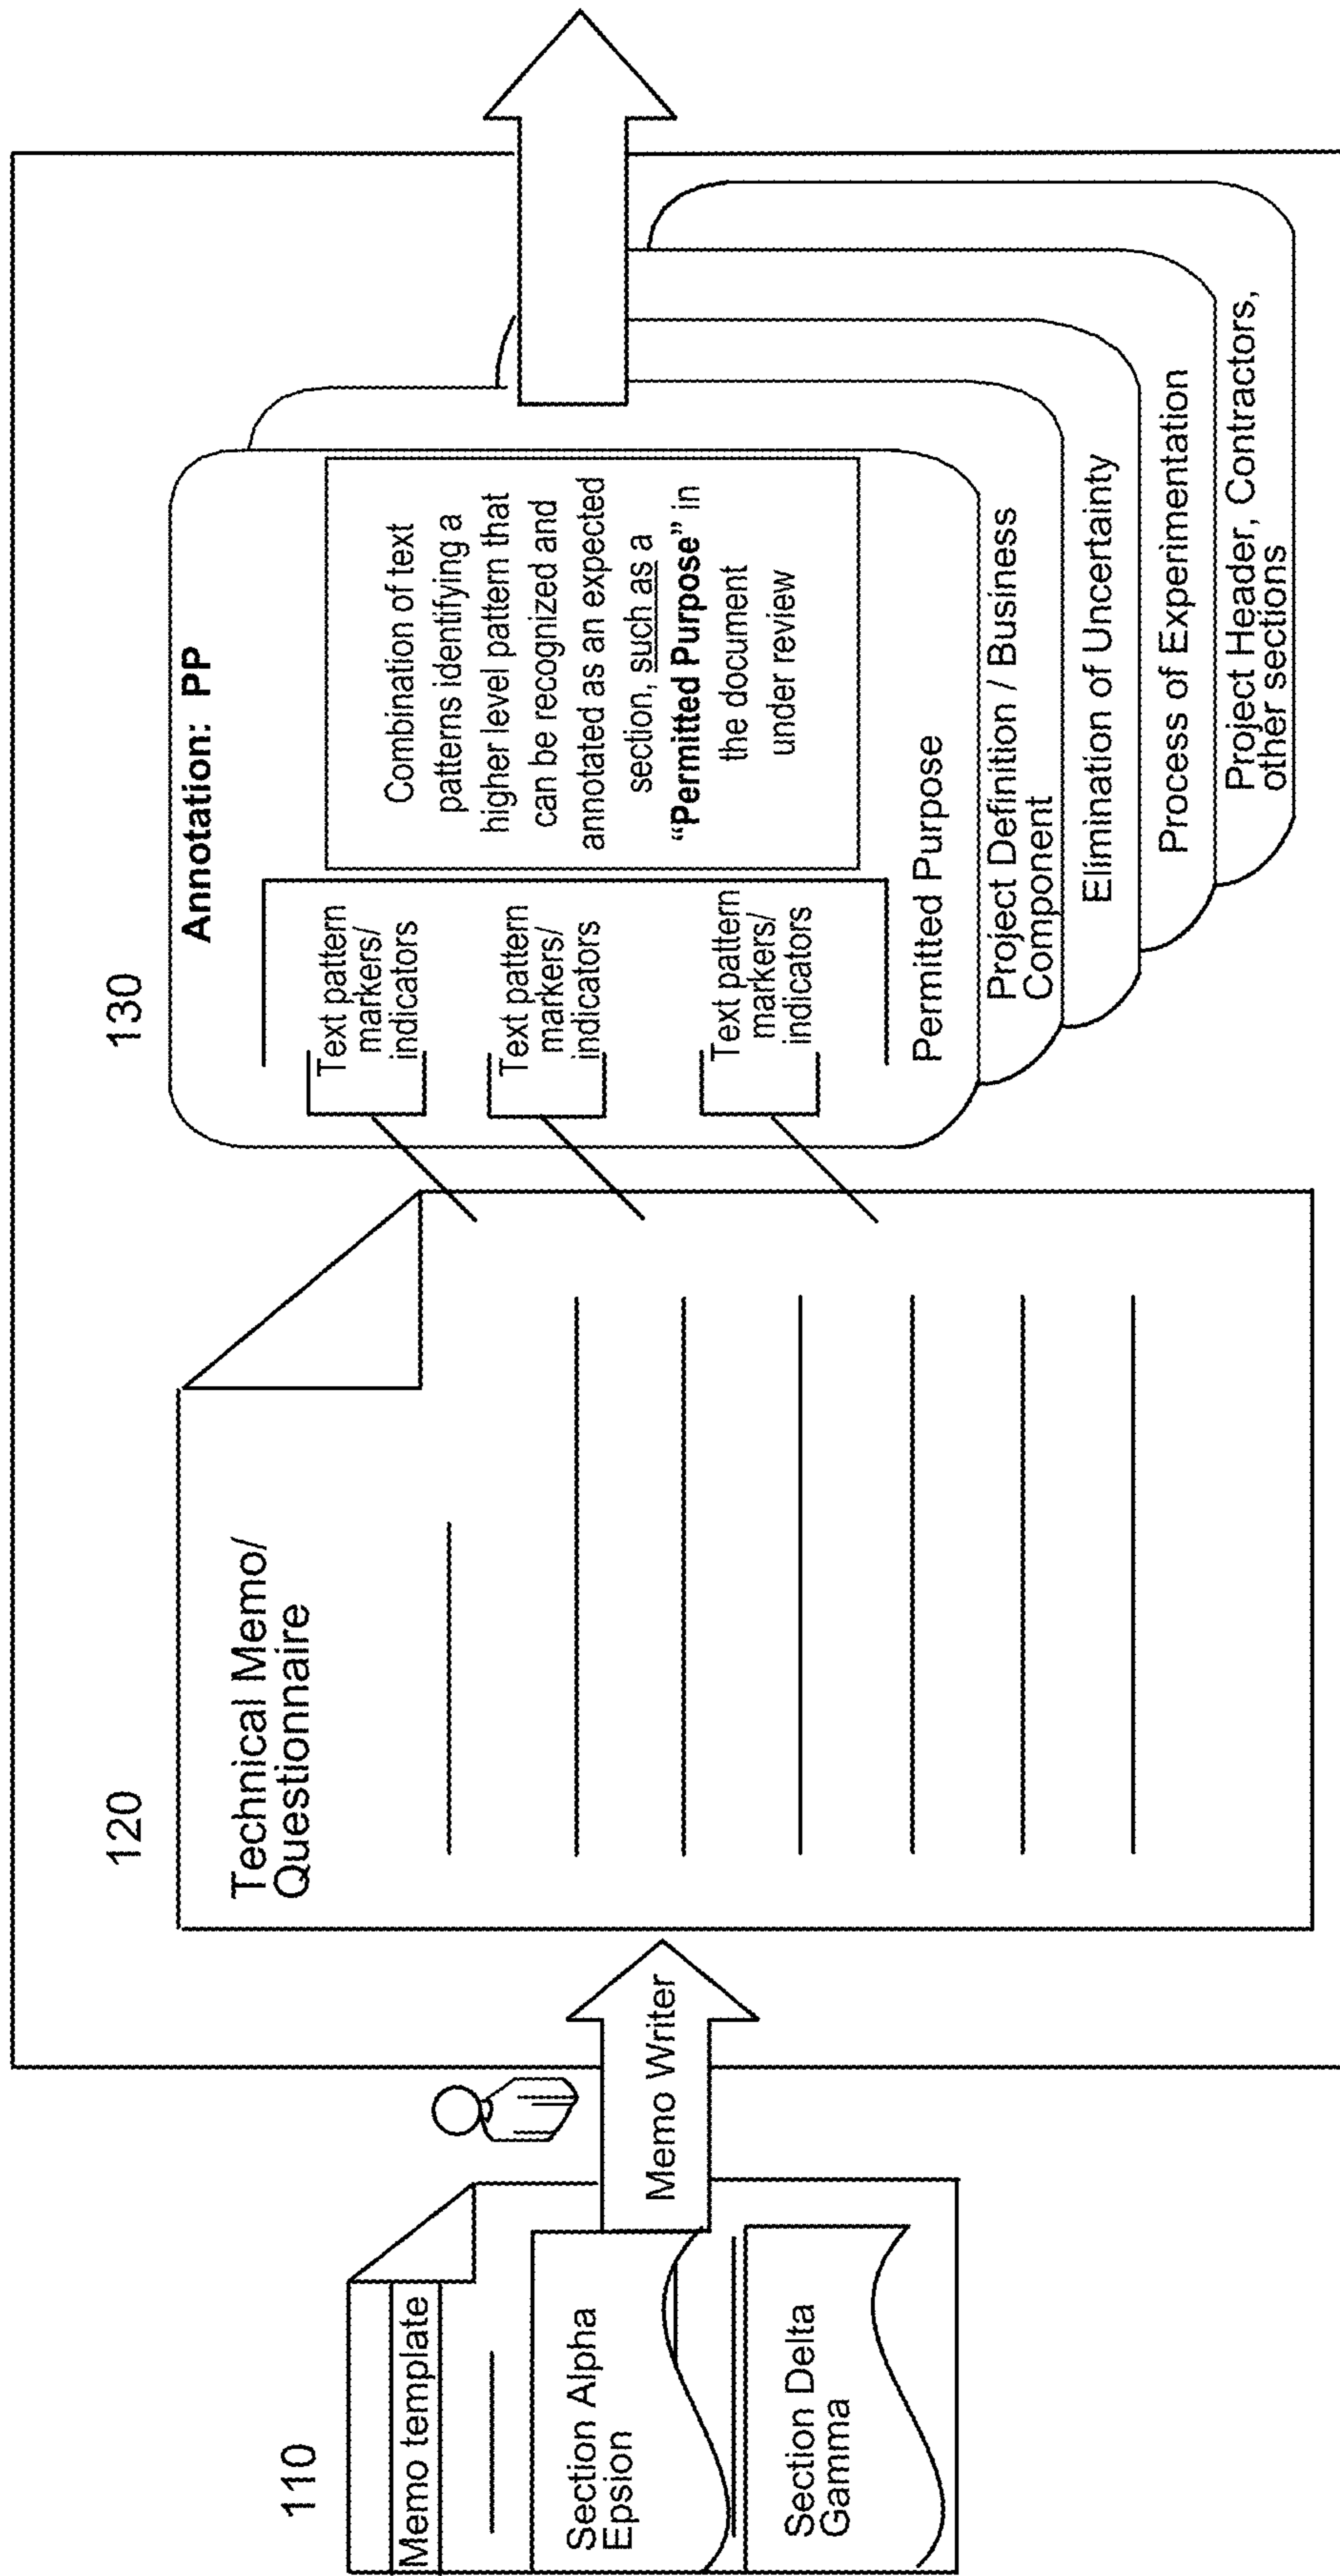 110
Memo template
Section Alpha
Epsion
Section Delta
Gamma
Memo Writer
120
Technical Memo/
Questionnaire
130
Annotation: PP
Text pattern
markers/
indicators
Text pattern
markers/
indicators
Text pattern
markers/
indicators
Combination of text
patterns identifying a
higher level pattern that
can be recognized and
annotated as an expected
section, such as a
“Permitted Purpose” in
the document
under review
Permitted Purpose
Project Definition / Business
Component
Elimination of Uncertainty
Process of Experimentation
Project Header, Contractors,
other sections